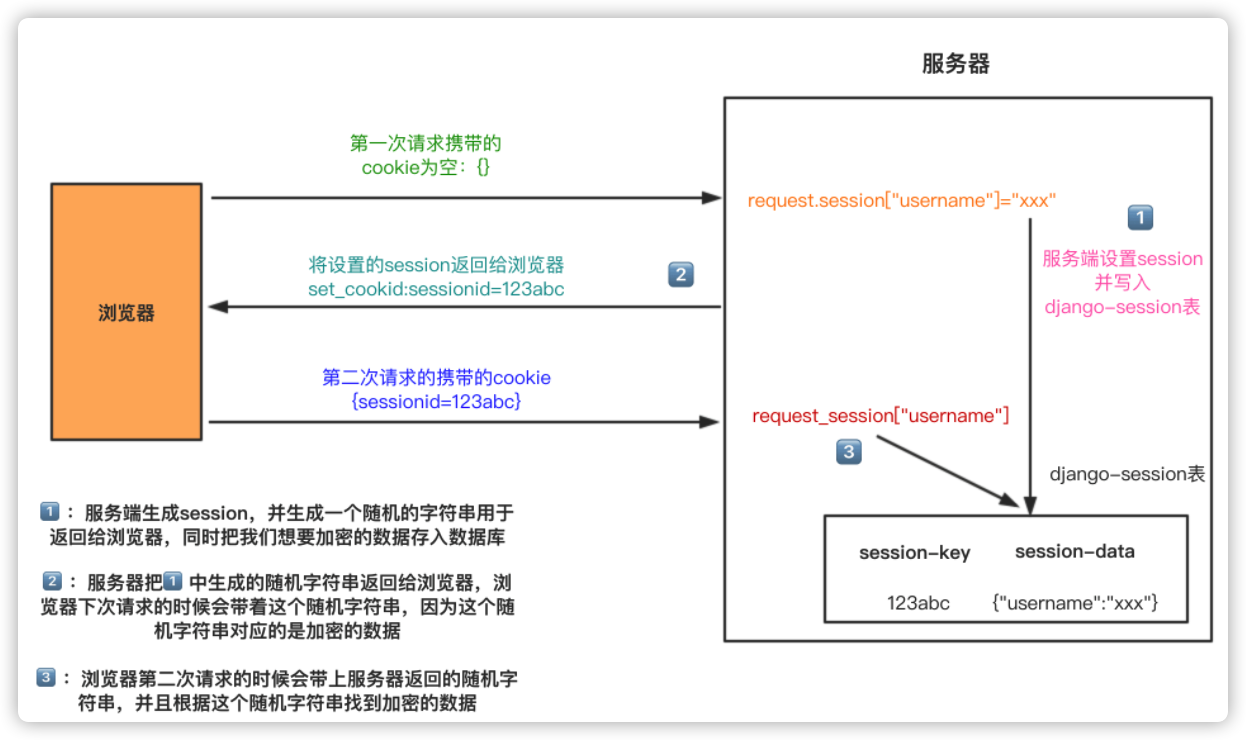 服务器
第一次请求携带的
cookie为空：{}
request.session["username"]="xxx"
1
服务端设置session
并写入
django-session表
将设置的session返回给浏览器
set_cookid:sessionid=123abc
2
浏览器
第二次请求的携带的cookie
{sessionid=123abc}
request_session["username"]
3
django-session表
session-key session-data
123abc {"username":"xxx"}
1：服务端生成session，并生成一个随机的字符串用于
返回给浏览器，同时把我们想要加密的数据存入数据库
2：服务器把1中生成的随机字符串返回给浏览器，浏
览器下次请求的时候会带着这个随机字符串，因为这个随
机字符串对应的是加密的数据
3：浏览器第二次请求的时候会带上服务器返回的随机字
符串，并且根据这个随机字符串找到加密的数据